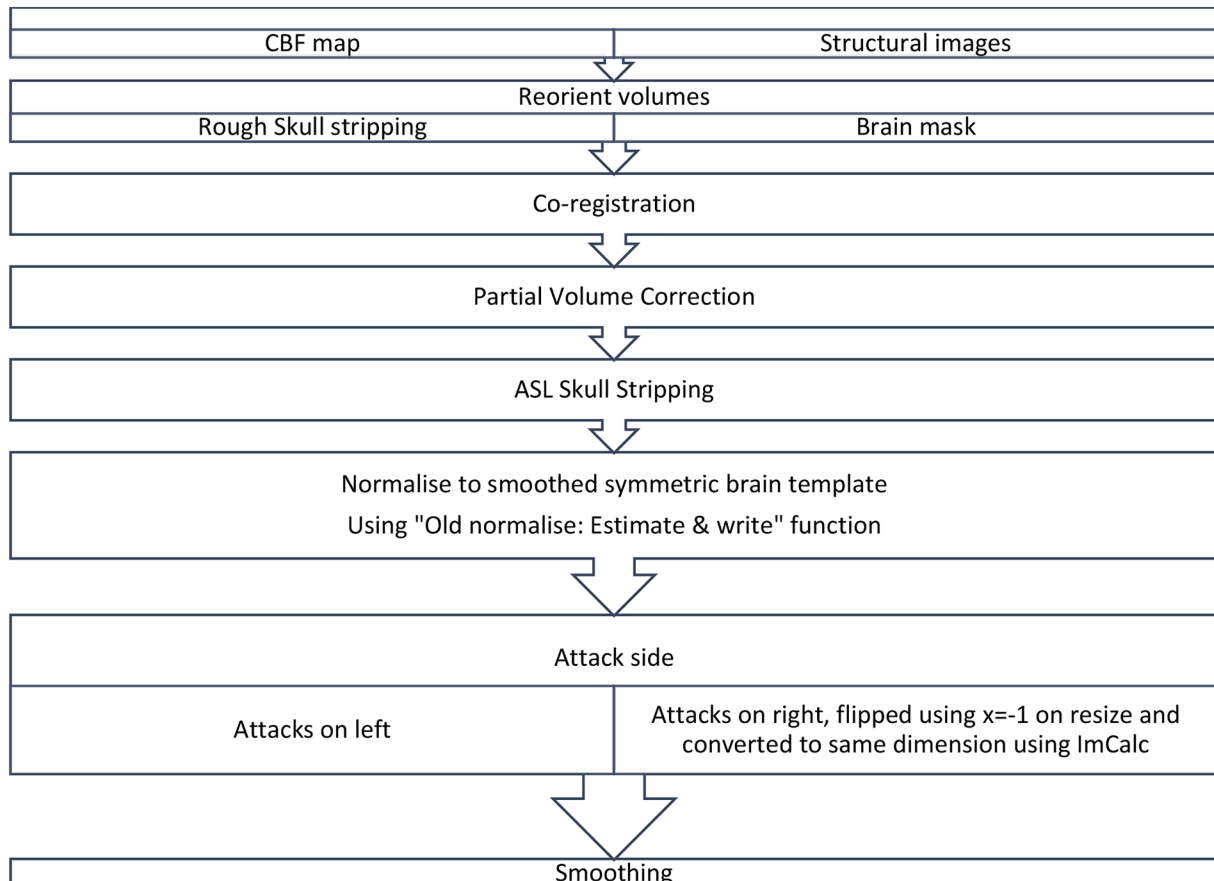 CBF map
Structural images
Reorient volumes
Rough Skull stripping
Brain mask
Co-registration
Partial Volume Correction
ASL Skull Stripping
Normalise to smoothed symmetric brain template
Using "Old normalise: Estimate & write" function
Attack side
Attacks on left
Attacks on right, flipped using x=-1 on resize and
converted to same dimension using ImCalc
Smoothing